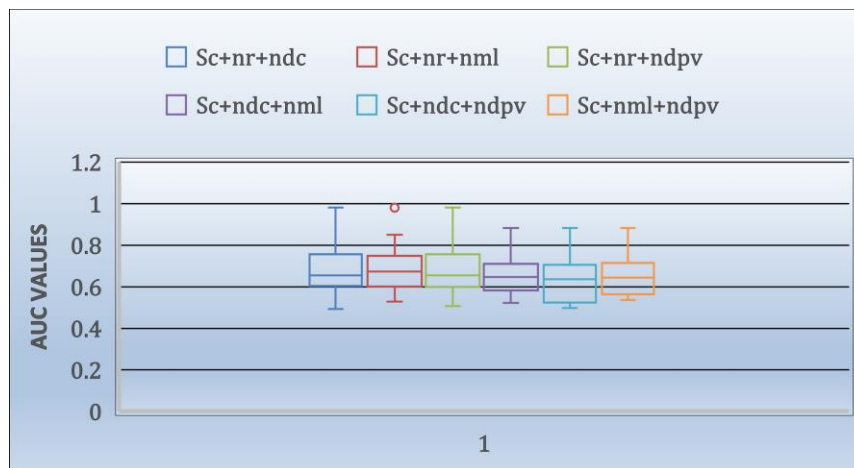 Sc+nr+ndc Sc+nr+nml Sc+nr+ndpv
Sc+ndc+nml Sc+ndc+ndpv Sc+nml+ndpv
1.2
1
0.8
0.6
0.4
0.2
0
AUC VALUES
1